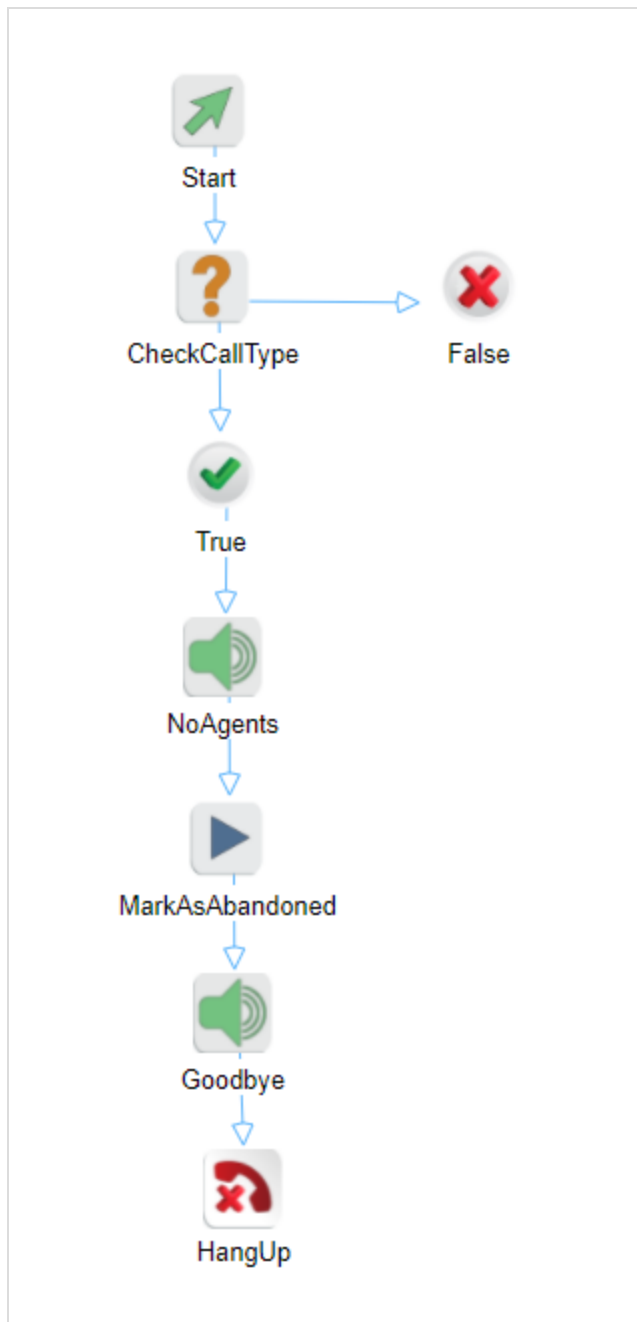 Start
CheckCallType
False
True
NoAgents
MarkAsAbandoned
Goodbye
HangUp